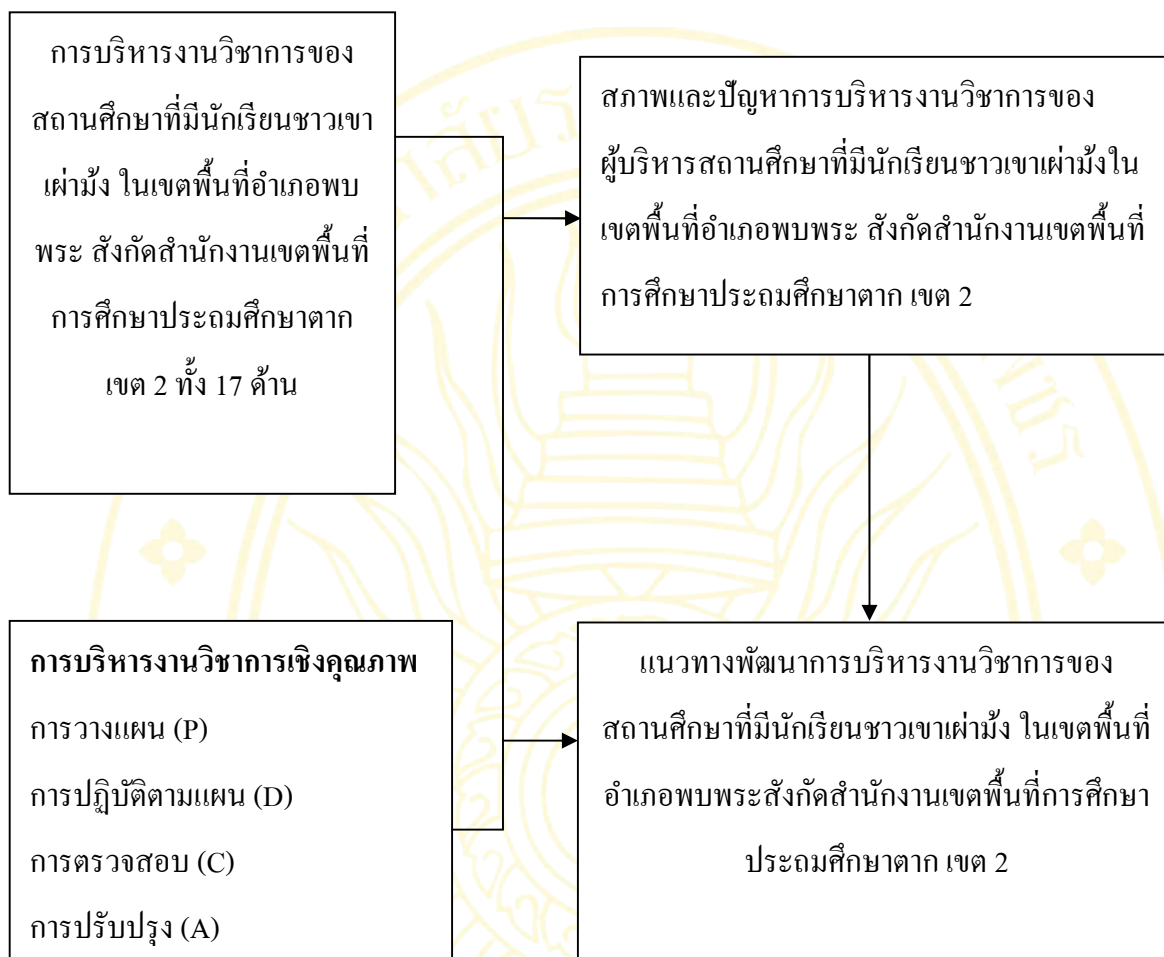 การบริหารงานวิชาการของ
สถานศึกษาที่มีนักเรียนชาวเขา
เผ่าม้ง ในเขตพื้นที่อำเภอพบ
พระ สังกัดสำนักงานเขตพื้นที่
การศึกษาประถมศึกษาตาก
เขต 2 ทั้ง 17 ด้าน
สภาพและปัญหาการบริหารงานวิชาการของ
ผู้บริหารสถานศึกษาที่มีนักเรียนชาวเขาเผ่าม้งใน
เขตพื้นที่อำเภอพบพระ สังกัดสำนักงานเขตพื้นที่
การศึกษาประถมศึกษาตาก เขต 2
การบริหารงานวิชาการเชิงคุณภาพ
การวางแผน (P)
การปฏิบัติตามแผน (D)
การตรวจสอบ (C)
การปรับปรุง (A)
แนวทางพัฒนาการบริหารงานวิชาการของ
สถานศึกษาที่มีนักเรียนชาวเขาเผ่าม้ง ในเขตพื้นที่
อำเภอพบพระสังกัดสำนักงานเขตพื้นที่การศึกษา
ประถมศึกษาตาก เขต 2